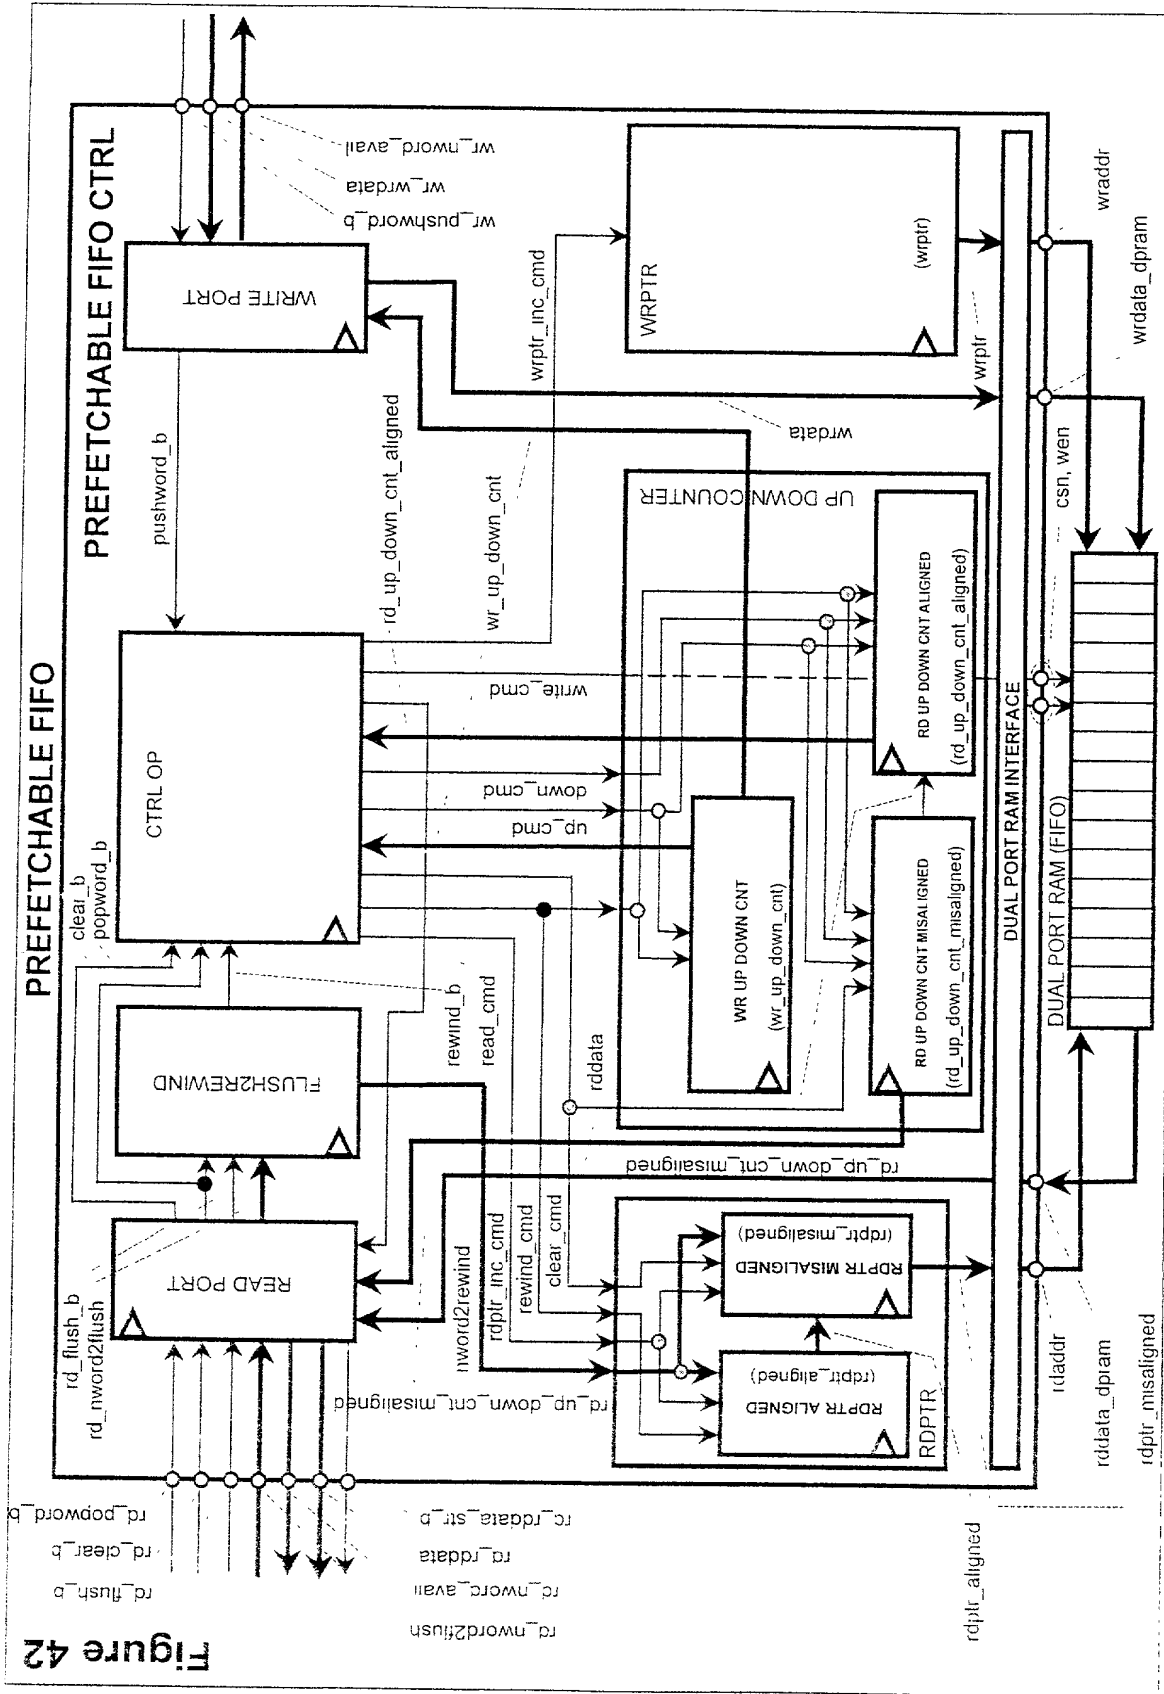 PREFETCHABLE FIFO
PREFETCHABLE FIFO CTRL
wr_nword_avail
wr_wrdata
wr_pushword_b
WRITE PORT
pushword_b
CTRL OP
clear_b
popword_b
FLUSH2REWIND
READ PORT
rd_flush_b
rd_nword2flush
rd_popword_b
rd_clear_b
rd_flush_b
rd_rddata
rd_nword2flush
Figure 42
wrptr_inc_cmd
rd_up_down_cnt_aligned
wr_up_down_cnt
write_cmd
down_cmd
up_cmd
rewind_b
read_cmd
rddata
rd_up_down_cnt_misaligned
nword2rewind
rdptr_inc_cmd
rewind_cmd
clear_cmd
rd_up_down_cnt_misaligned
WRPTR
(wrptr)
wrptr
wrdata
UP DOWN COUNTER
RD UP DOWN CNT ALIGNED
(rd_up_down_cnt_aligned)
WR UP DOWN CNT
(wr_up_down_cnt)
RD UP DOWN CNT MISALIGNED
(rd_up_down_cnt_misaligned)
RDPTR MISALIGNED
(rdptr_misaligned)
RDPTR ALIGNED
(rdptr_aligned)
RDPTR
DUAL PORT RAM INTERFACE
DUAL PORT RAM (FIFO)
csn, wen
wraddr
wrdata_dpram
rdaddr
rddata_dpram
rdptr_misaligned
rdptr_aligned